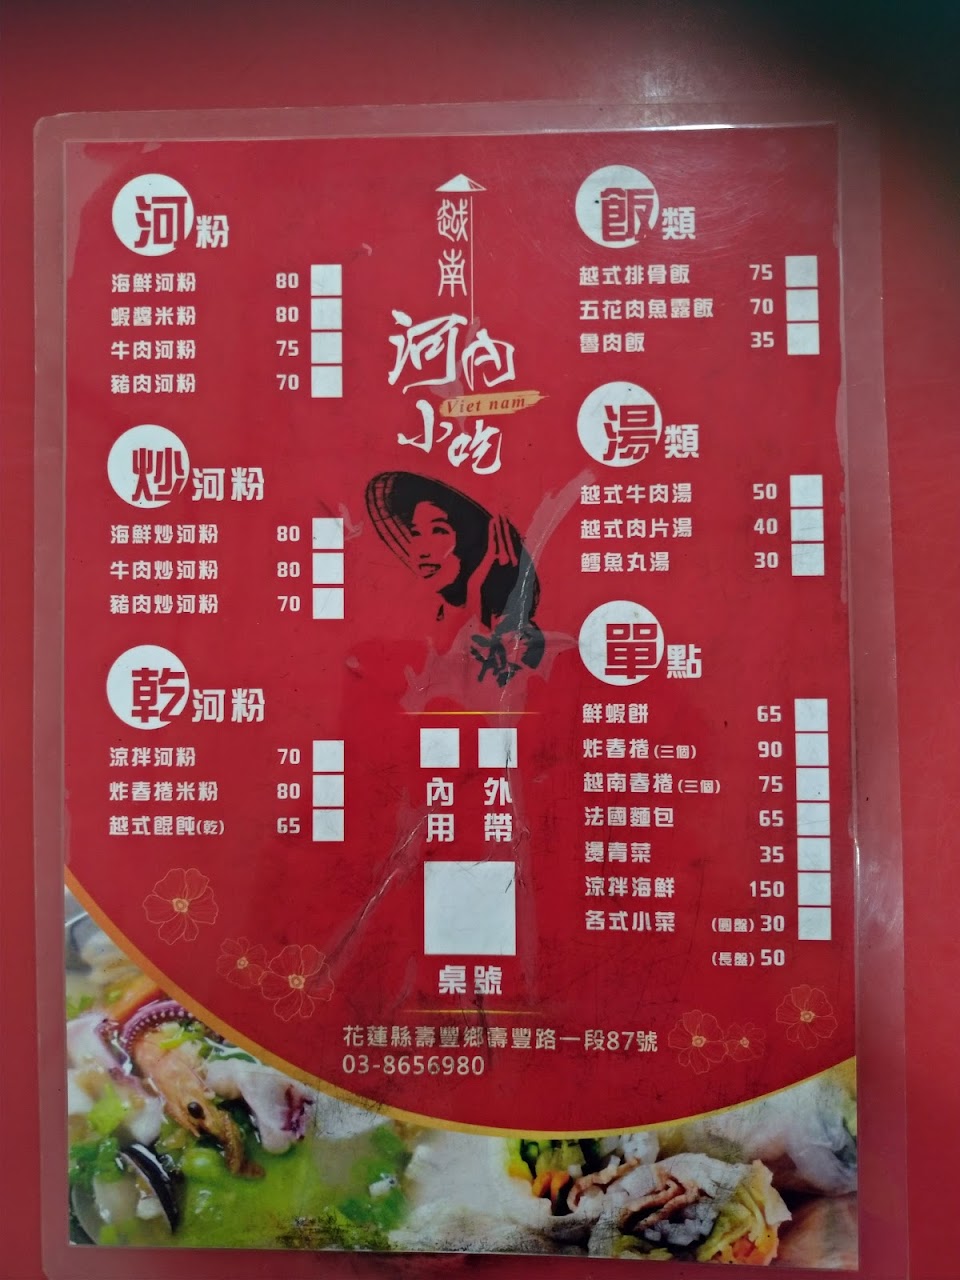 河粉
海鮮河粉 80
蝦醬米粉 80
牛肉河粉 75
豬肉河粉 70
炒河粉
海鮮炒河粉 80
牛肉炒河粉 80
豬肉炒河粉 70
乾河粉
涼拌河粉 70
炸春捲米粉 80
越式餛飩(乾) 65
越南
河內
Viet nam
小吃
內用 外帶
桌號
飯類
越式排骨飯 75
五花肉魚露飯 70
魯肉飯 35
湯類
越式牛肉湯 50
越式肉片湯 40
鱈魚丸湯 30
單點
鮮蝦餅 65
炸春捲(三個) 90
越南春捲(三個) 75
法國麵包 65
燙青菜 35
涼拌海鮮 150
各式小菜 (圓盤) 30
(長盤) 50
花蓮縣壽豐鄉壽豐路一段87號
03-8656980